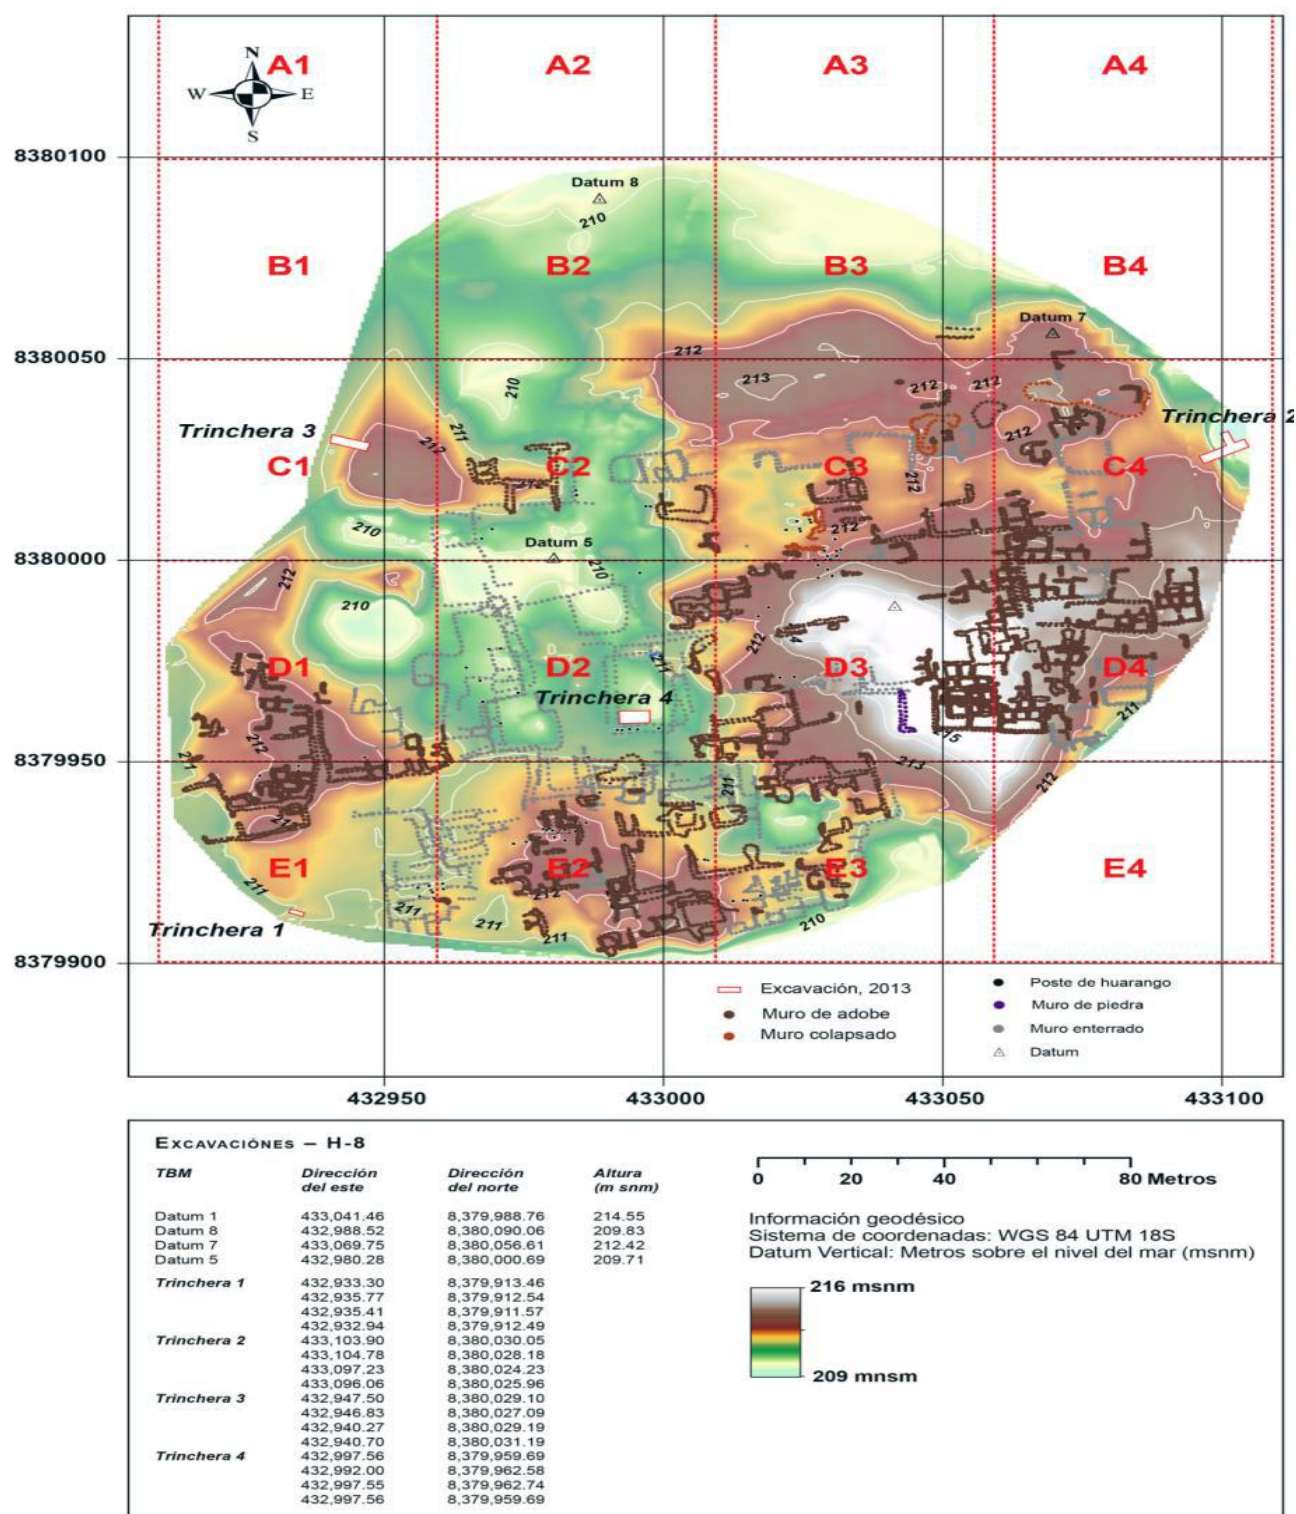 A1 A2 A3 A4
N
W E
S
8380100
Datum 8
210
B1 B2 B3 B4
Datum 7
8380050
212
213
212
212
210
Trinchera 3
211
212
212
Trinchera 2
C1 C2 C3 C4
212
212
210
212
Datum 5
8380000
212
210
210
212
4
D1 D2 D3 D4
211
Trinchera 4
211
212
215
211
8379950
213
211
212
211
E1 E2 E3 E4
212
211
211
211
211
210
Trinchera 1
8379900
Excavación, 2013
Muro de adobe
Muro colapsado
Poste de huarango
Muro de piedra
Muro enterrado
Datum
432950 433000 433050 433100
Excavaciónes – H-8
TBM Dirección del este Dirección del norte Altura (m snm)
Datum 1 433,041.46 8,379,988.76 214.55
Datum 8 432,988.52 8,380,090.06 209.83
Datum 7 433,069.75 8,380,056.61 212.42
Datum 5 432,980.28 8,380,000.69 209.71
Trinchera 1 432,933.30 8,379,913.46
432,935.77 8,379,912.54
432,935.41 8,379,911.57
432,932.94 8,379,912.49
Trinchera 2 433,103.90 8,380,030.05
433,104.78 8,380,028.18
433,097.23 8,380,024.23
433,096.06 8,380,025.96
Trinchera 3 432,947.50 8,380,029.10
432,946.83 8,380,027.09
432,940.27 8,380,029.19
432,940.70 8,380,031.19
Trinchera 4 432,997.56 8,379,959.69
432,992.00 8,379,962.58
432,997.55 8,379,962.74
432,997.56 8,379,959.69
0 20 40 80 Metros
Información geodésico
Sistema de coordenadas: WGS 84 UTM 18S
Datum Vertical: Metros sobre el nivel del mar (msnm)
216 msnm
209 mnsm